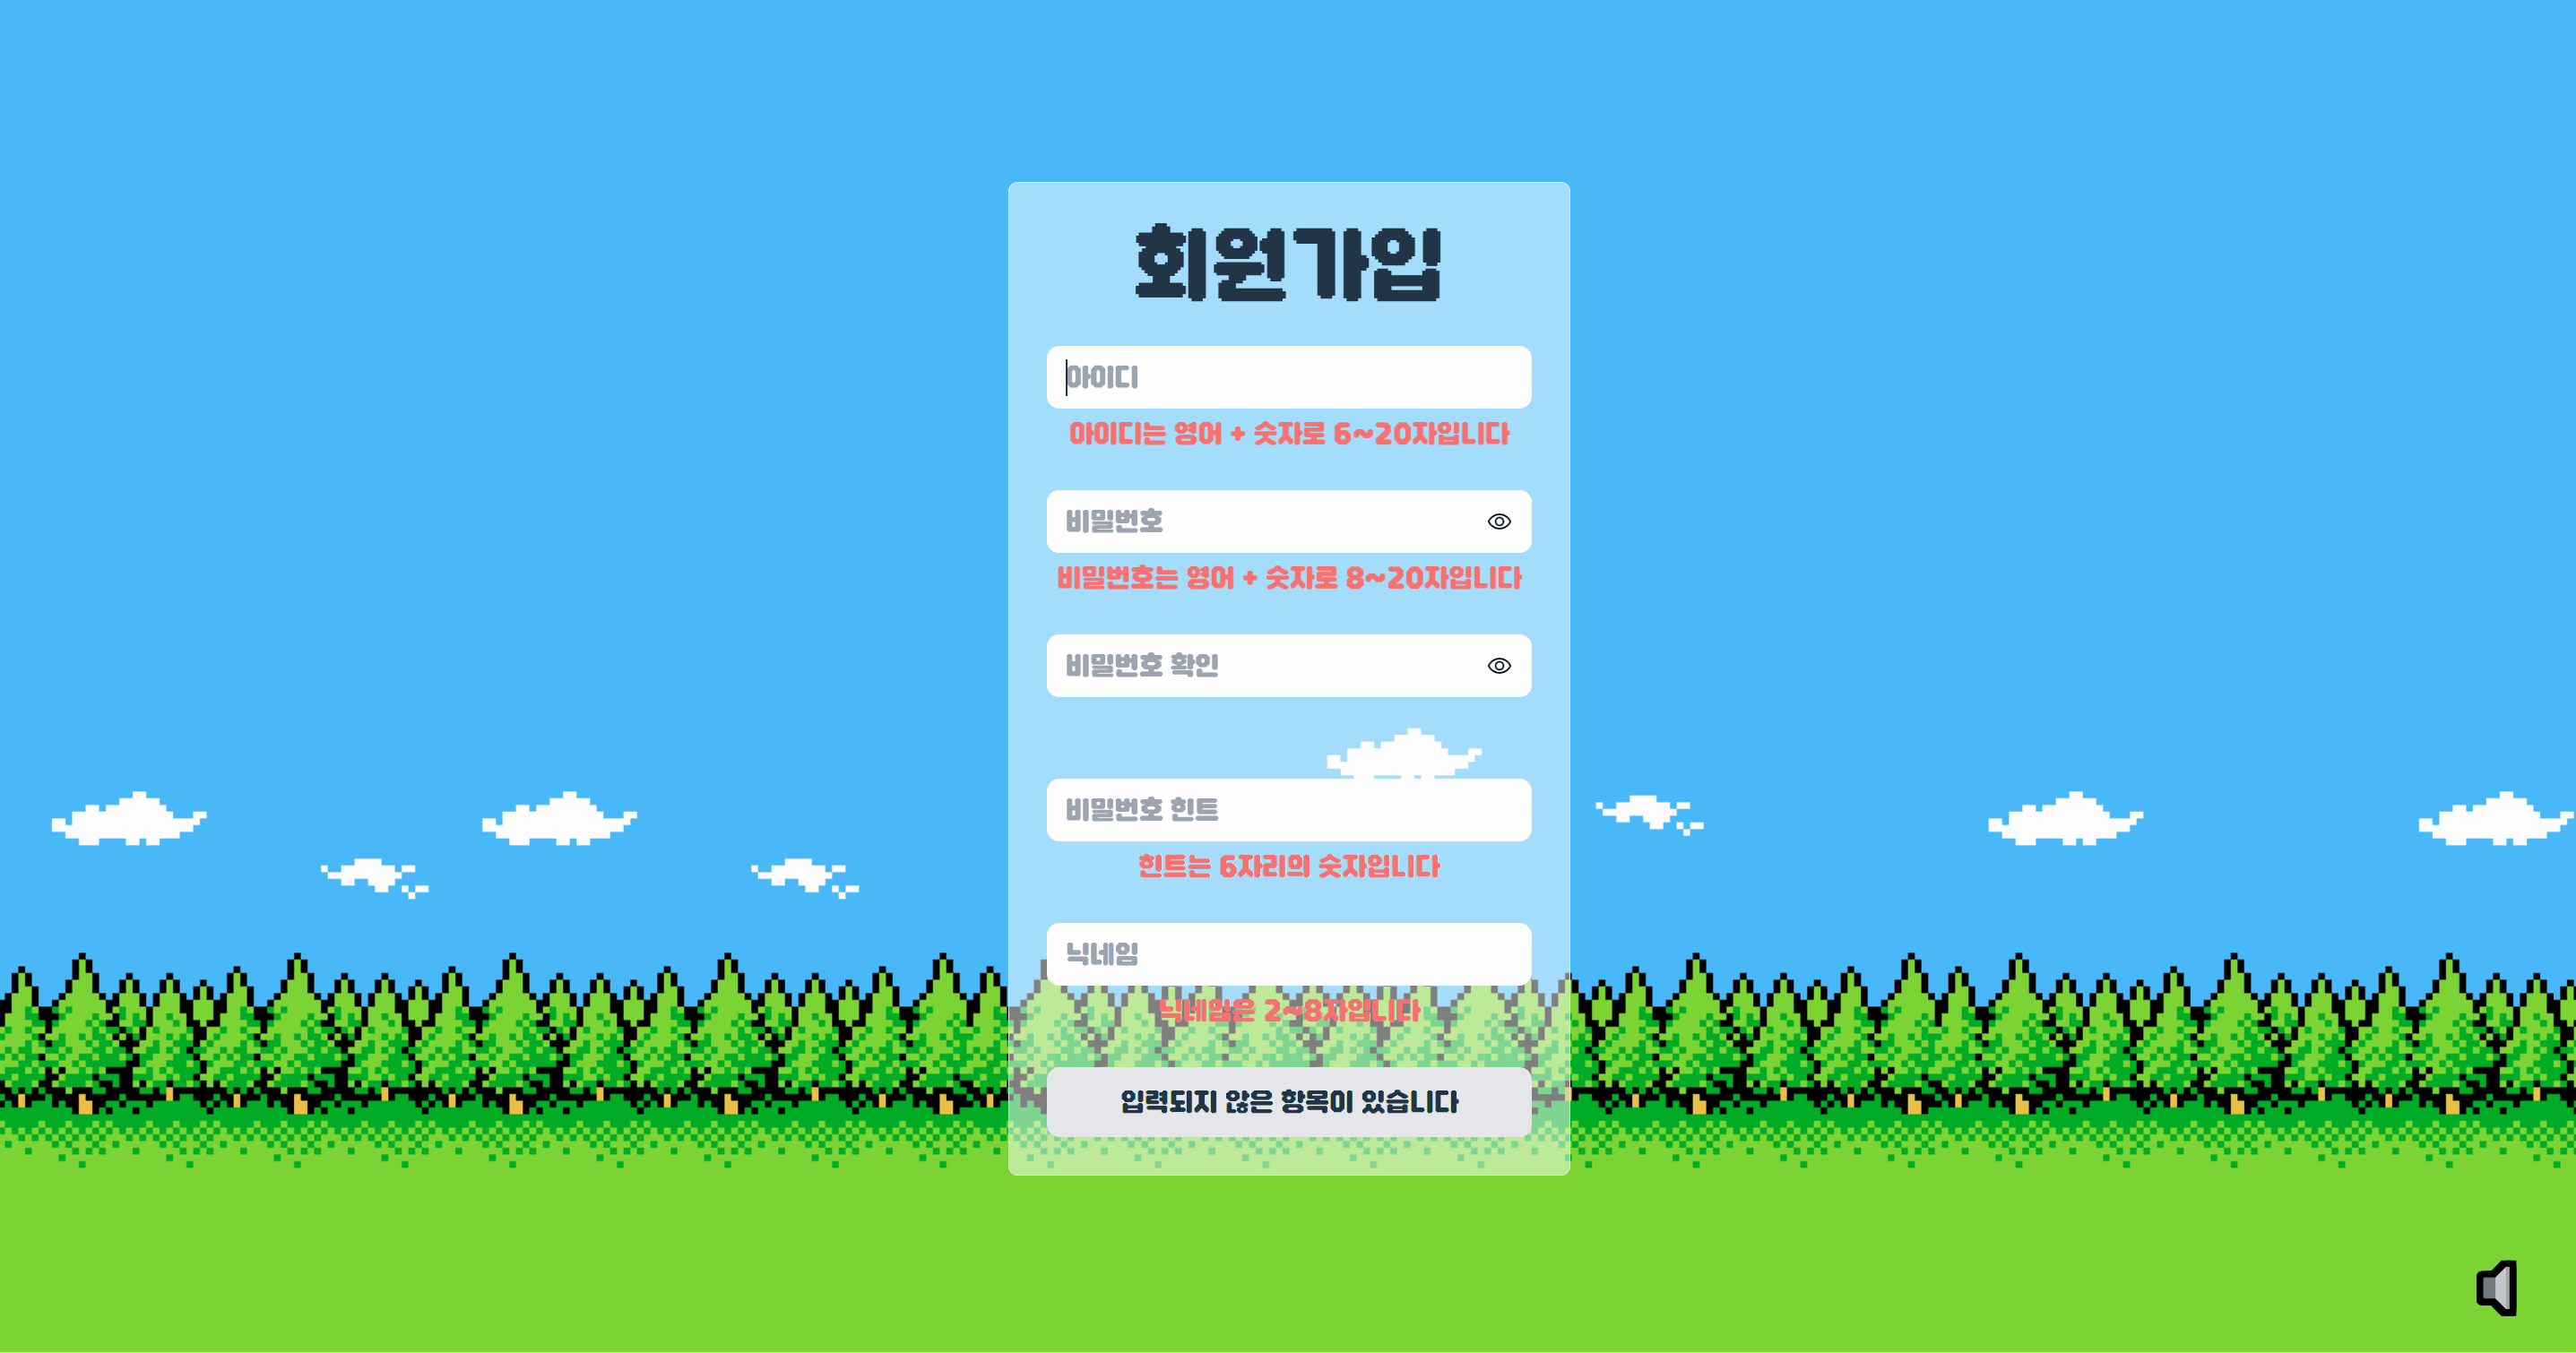 회원가입
아이디
아이디는 영어 + 숫자로 6~20자입니다
비밀번호
비밀번호는 영어 + 숫자로 8~20자입니다
비밀번호 확인
비밀번호 힌트
힌트는 6자리의 숫자입니다
닉네임
닉네임은 2~8자입니다
입력되지 않은 항목이 있습니다